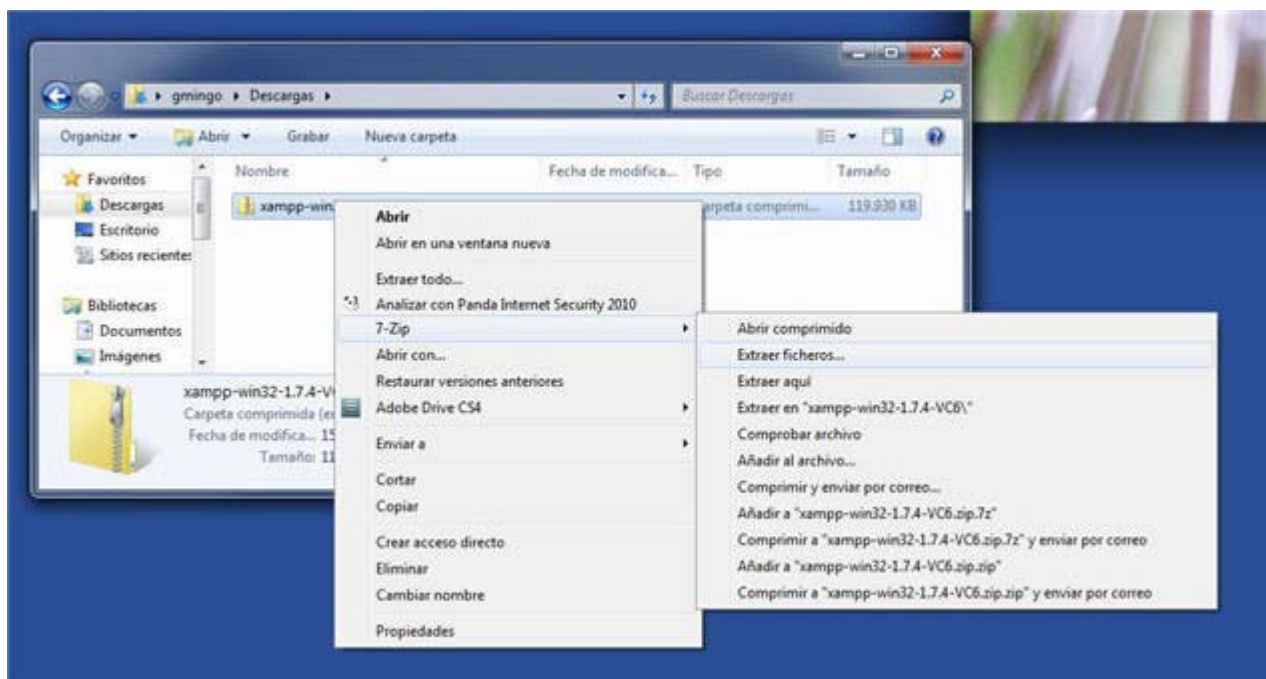 gmingo ▸ Descargas ▸
Buscar Descargas
Organizar
Abrir
Grabar
Nueva carpeta
Nombre
Fecha de modifica...
Tipo
Tamaño
Favoritos
Descargas
Escritorio
Sitios reciente
Bibliotecas
Documentos
Imágenes
xampp-win
arpeta comprimi...
119.930 KB
xampp-win32-1.7.4-V
Carpeta comprimida (e
Fecha de modifica... 15
Tamaño: 11
Abrir
Abrir en una ventana nueva
Extraer todo...
Analizar con Panda Internet Security 2010
7-Zip
Abrir con...
Restaurar versiones anteriores
Adobe Drive CS4
Enviar a
Cortar
Copiar
Crear acceso directo
Eliminar
Cambiar nombre
Propiedades
Abrir comprimido
Extraer ficheros...
Extraer aquí
Extraer en "xampp-win32-1.7.4-VC6\"
Comprobar archivo
Añadir al archivo...
Comprimir y enviar por correo...
Añadir a "xampp-win32-1.7.4-VC6.zip.7z"
Comprimir a "xampp-win32-1.7.4-VC6.zip.7z" y enviar por correo
Añadir a "xampp-win32-1.7.4-VC6.zip.zip"
Comprimir a "xampp-win32-1.7.4-VC6.zip.zip" y enviar por correo